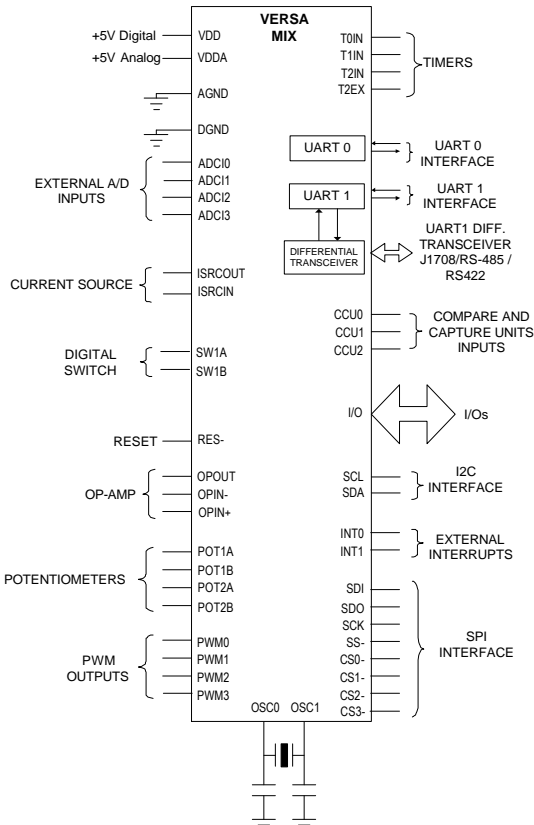 VERSA
MIX
+5V Digital
+5V Analog
VDD
VDDA
AGND
DGND
EXTERNAL A/D
INPUTS
ADCI0
ADCI1
ADCI2
ADCI3
CURRENT SOURCE
ISRCOUT
ISRCIN
DIGITAL
SWITCH
SW1A
SW1B
RESET
RES-
OP-AMP
OPOUT
OPIN-
OPIN+
POTENTIOMETERS
POT1A
POT1B
POT2A
POT2B
PWM
OUTPUTS
PWM0
PWM1
PWM2
PWM3
OSC0
OSC1
T0IN
T1IN
T2IN
T2EX
TIMERS
UART 0
UART 0
INTERFACE
UART 1
UART 1
INTERFACE
DIFFERENTIAL
TRANSCEIVER
UART1 DIFF.
TRANSCEIVER
J1708/RS-485 /
RS422
CCU0
CCU1
CCU2
COMPARE AND
CAPTURE UNITS
INPUTS
I/O
I/Os
SCL
SDA
I2C
INTERFACE
INT0
INT1
EXTERNAL
INTERRUPTS
SDI
SDO
SCK
SS-
CS0-
CS1-
CS2-
CS3-
SPI
INTERFACE